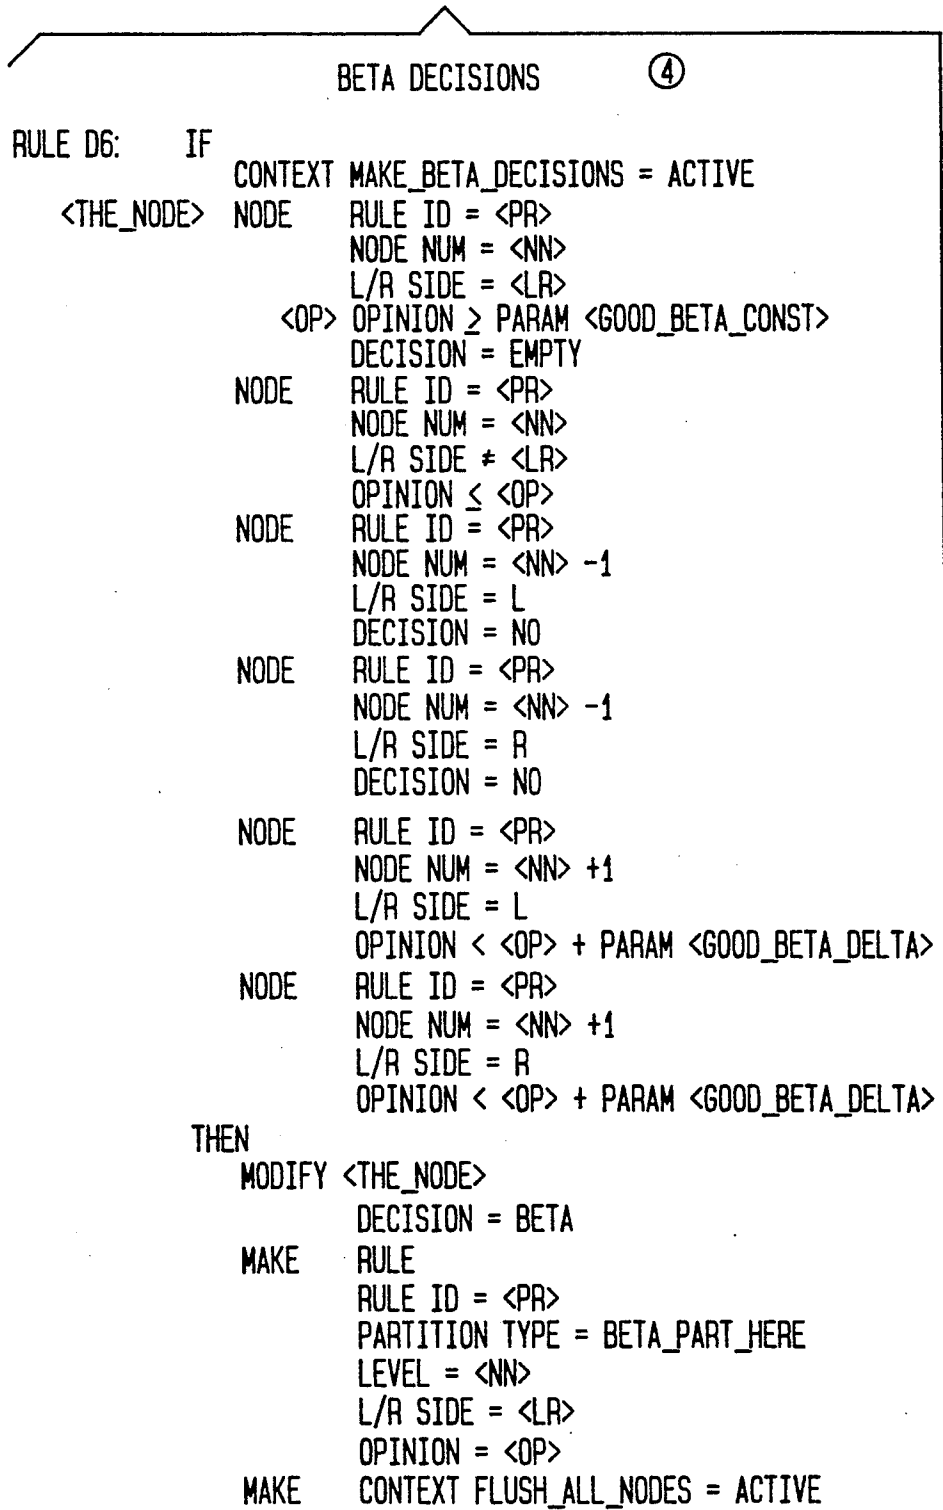 BETA DECISIONS ④
RULE D6: IF
CONTEXT MAKE_BETA_DECISIONS = ACTIVE
<THE_NODE> NODE RULE ID = <PR>
NODE NUM = <NN>
L/R SIDE = <LR>
<OP> OPINION ≥ PARAM <GOOD_BETA_CONST>
DECISION = EMPTY
NODE RULE ID = <PR>
NODE NUM = <NN>
L/R SIDE ≠ <LR>
OPINION ≤ <OP>
NODE RULE ID = <PR>
NODE NUM = <NN> -1
L/R SIDE = L
DECISION = NO
NODE RULE ID = <PR>
NODE NUM = <NN> -1
L/R SIDE = R
DECISION = NO
NODE RULE ID = <PR>
NODE NUM = <NN> +1
L/R SIDE = L
OPINION < <OP> + PARAM <GOOD_BETA_DELTA>
NODE RULE ID = <PR>
NODE NUM = <NN> +1
L/R SIDE = R
OPINION < <OP> + PARAM <GOOD_BETA_DELTA>
THEN
MODIFY <THE_NODE>
DECISION = BETA
MAKE RULE
RULE ID = <PR>
PARTITION TYPE = BETA_PART_HERE
LEVEL = <NN>
L/R SIDE = <LR>
OPINION = <OP>
MAKE CONTEXT FLUSH_ALL_NODES = ACTIVE